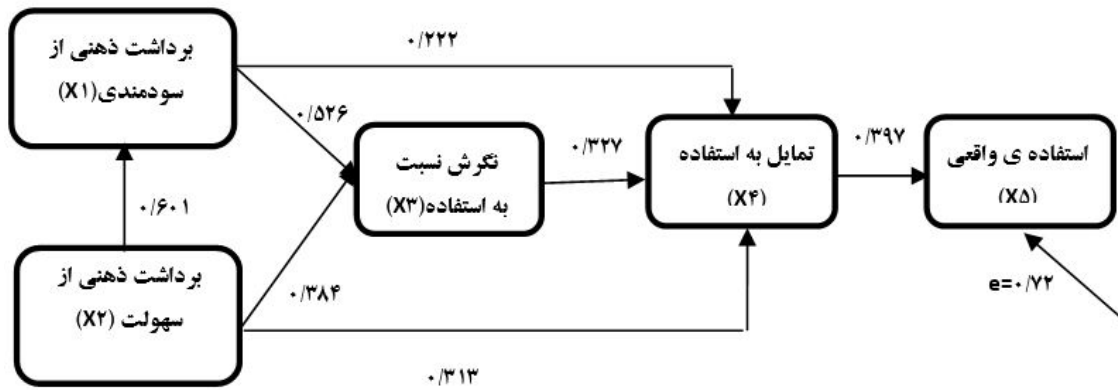 ۰/۲۲۲
برداشت ذهنی از
سودمندی(X۱)
۰/۵۲۶
نگرش نسبت
به استفاده(X۳)
۰/۳۲۷
تمایل به استفاده
(X۴)
۰/۳۹۷
استفاده ی واقعی
(X۵)
۰/۶۰۱
برداشت ذهنی از
سهولت (X۲)
۰/۳۸۴
e=۰/۷۲
۰/۳۱۳